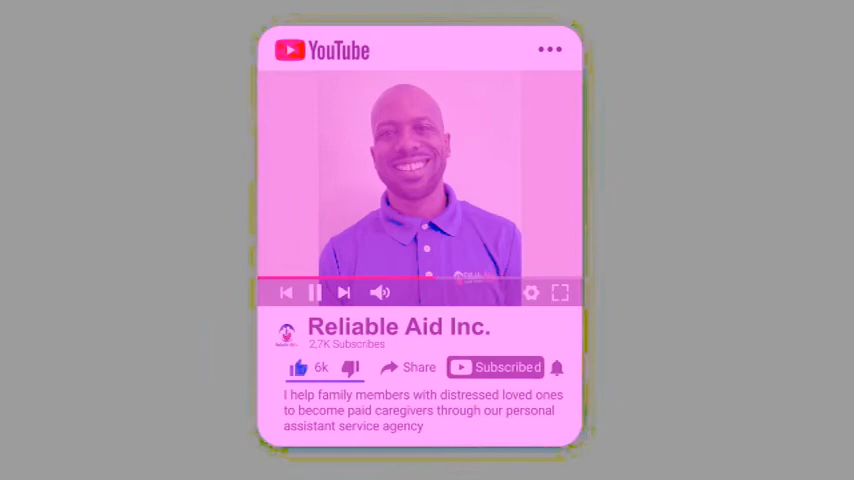 YouTube
Reliable Aid Inc.
2,7K Subscribes
6k
Share
Subscribed
I help family members with distressed loved ones
to become paid caregivers through our personal
assistant service agency